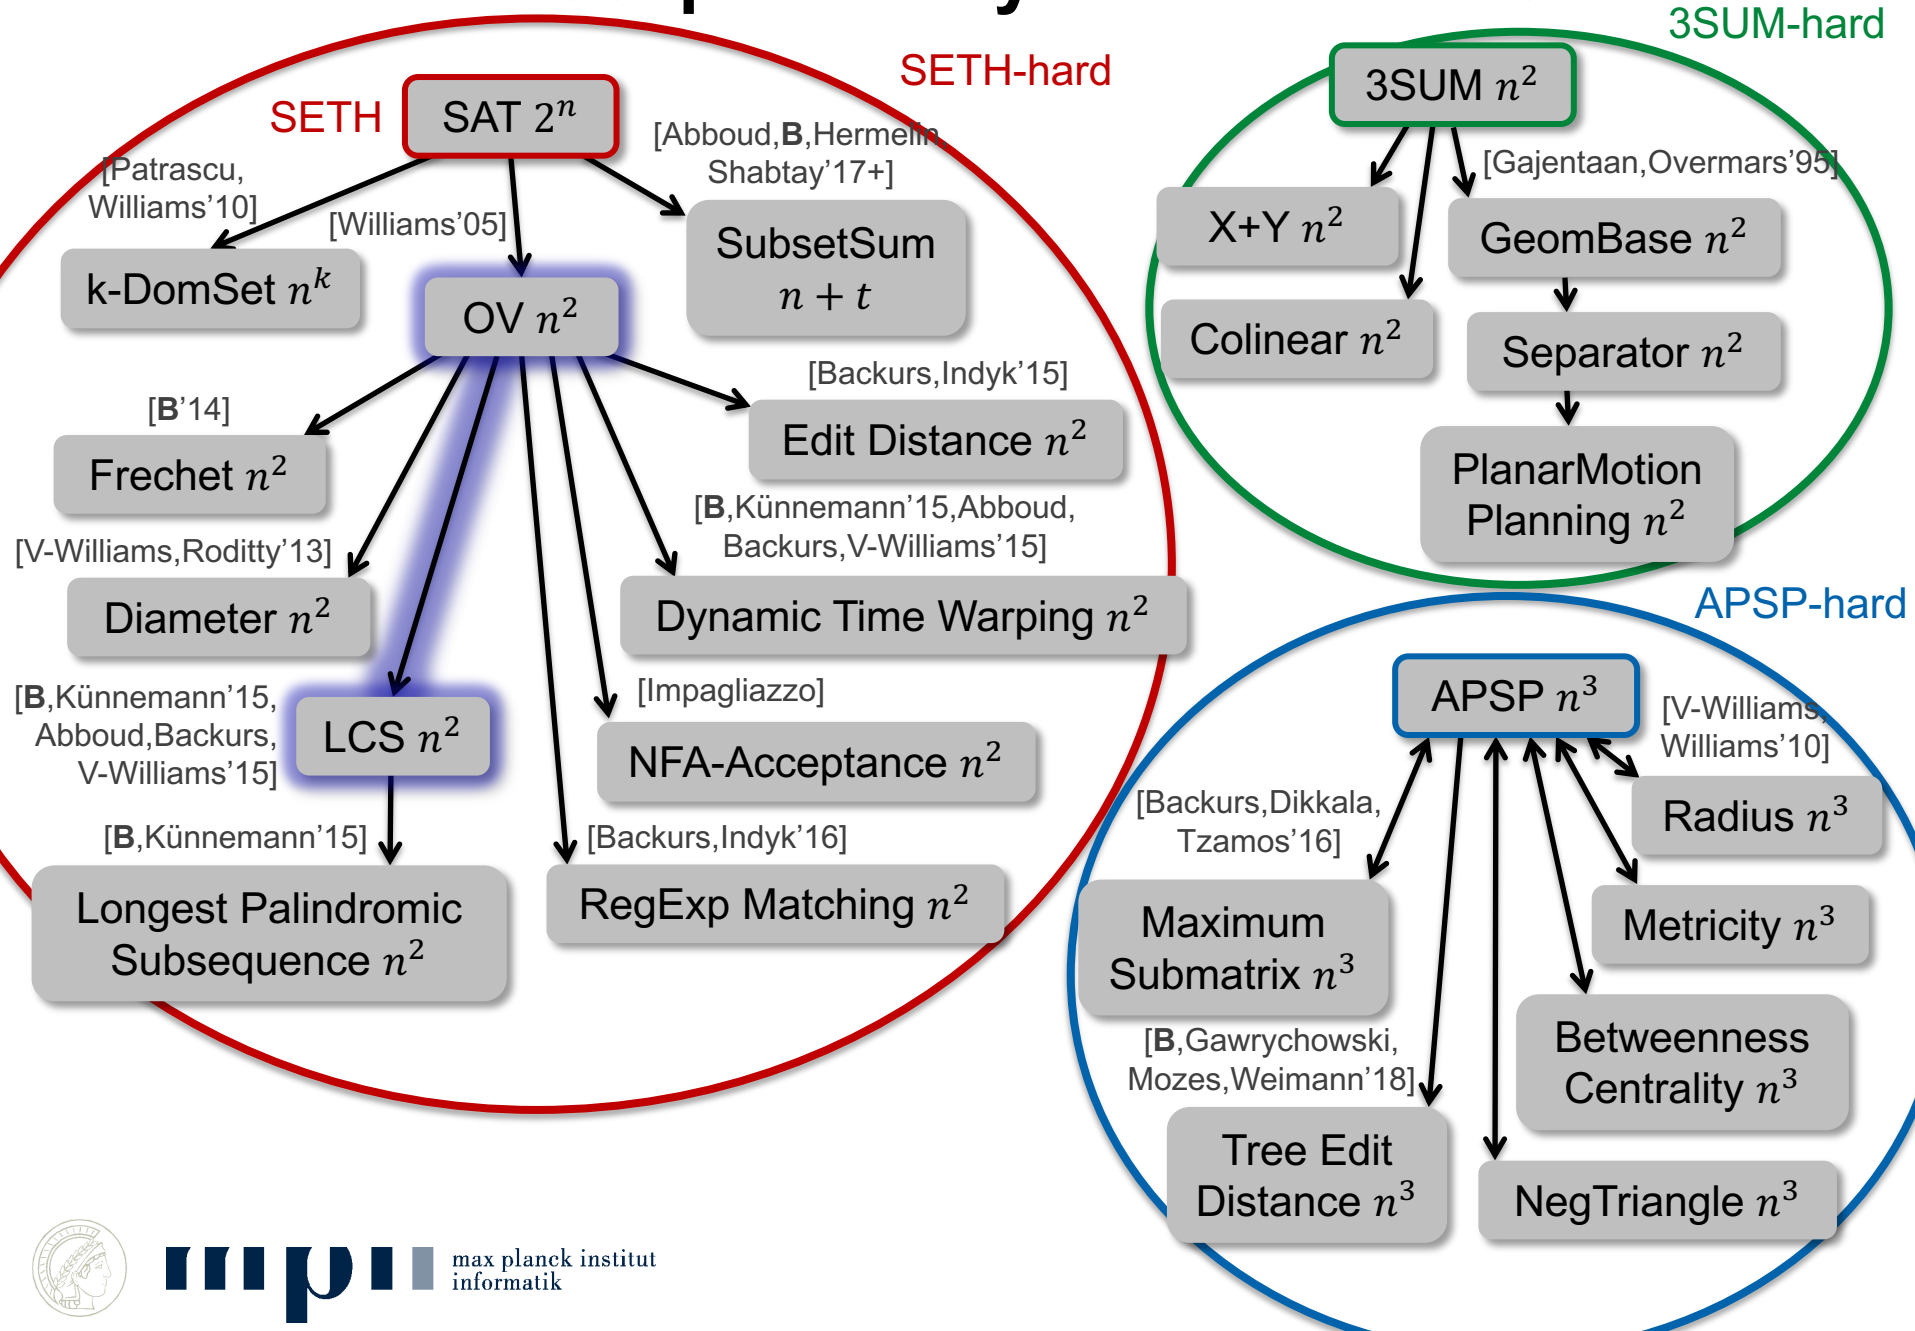 SETH-hard
SETH
SAT 2^n
[Patrascu,
Williams’10]
[Williams’05]
[Abboud,B,Hermelin,
Shabtay’17+]
k-DomSet n^k
OV n^2
SubsetSum
n + t
[B’14]
[Backurs,Indyk’15]
Frechet n^2
Edit Distance n^2
[V-Williams,Roditty’13]
[B,Künnemann’15,Abboud,
Backurs,V-Williams’15]
Diameter n^2
Dynamic Time Warping n^2
[B,Künnemann’15,
Abboud,Backurs,
V-Williams’15]
LCS n^2
[Impagliazzo]
NFA-Acceptance n^2
[B,Künnemann’15]
[Backurs,Indyk’16]
Longest Palindromic
Subsequence n^2
RegExp Matching n^2
3SUM-hard
3SUM n^2
[Gajentaan,Overmars’95]
X+Y n^2
GeomBase n^2
Colinear n^2
Separator n^2
PlanarMotion
Planning n^2
APSP-hard
APSP n^3
[V-Williams,
Williams’10]
[Backurs,Dikkala,
Tzamos’16]
Radius n^3
Maximum
Submatrix n^3
Metricity n^3
[B,Gawrychowski,
Mozes,Weimann’18]
Betweenness
Centrality n^3
Tree Edit
Distance n^3
NegTriangle n^3
max planck institut
informatik